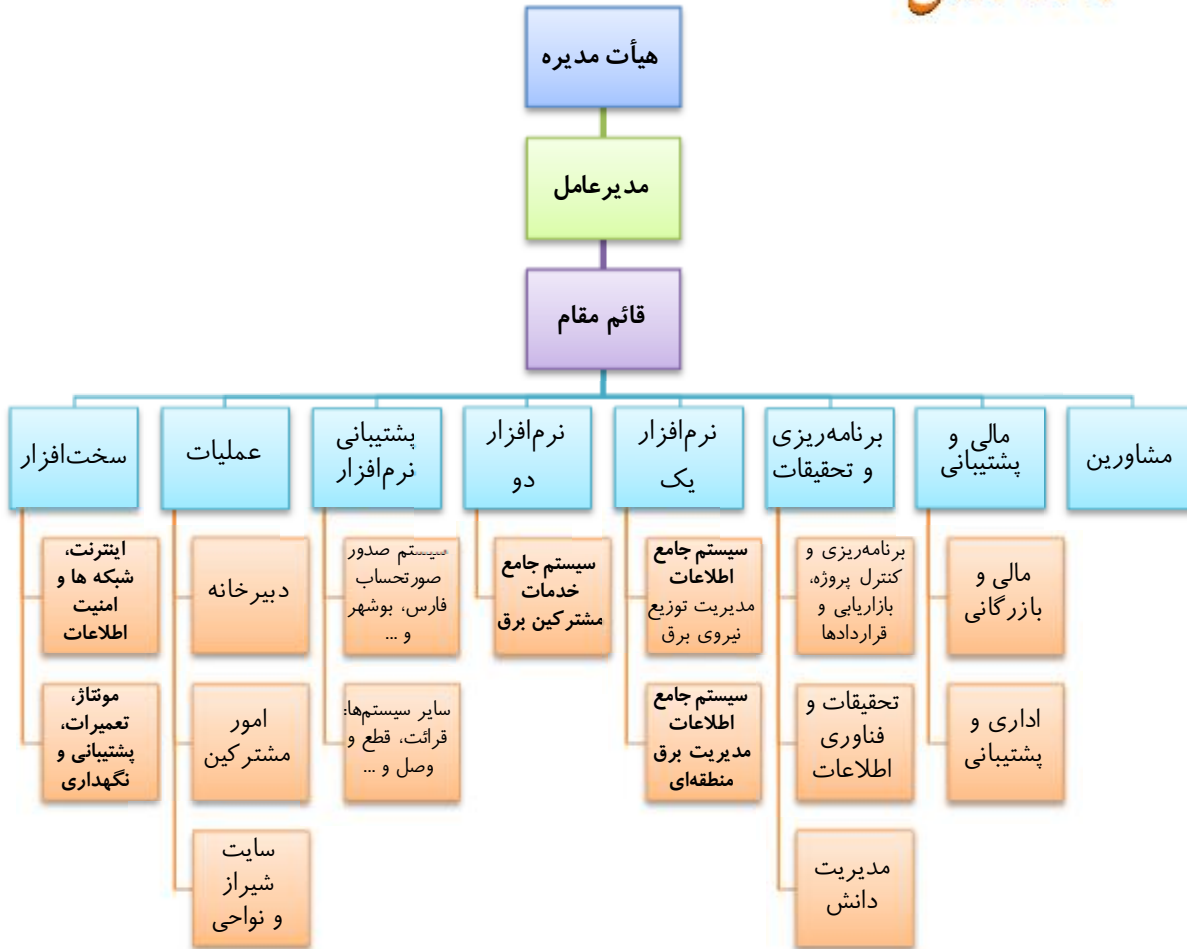 هیأت مدیره
مدیرعامل
قائم مقام
مشاورین
مالی و
پشتیبانی
برنامه‌ریزی
و تحقیقات
نرم‌افزار
یک
نرم‌افزار
دو
پشتیبانی
نرم‌افزار
عملیات
سخت‌افزار
مالی و
بازرگانی
اداری و
پشتیبانی
برنامه‌ریزی و
کنترل پروژه،
بازاریابی و
قراردادها
تحقیقات و
فناوری
اطلاعات
مدیریت
دانش
سیستم جامع
اطلاعات
مدیریت توزیع
نیروی برق
سیستم جامع
اطلاعات
مدیریت برق
منطقه‌ای
سیستم جامع
خدمات
مشترکین برق
سیستم صدور
صورتحساب
فارس، بوشهر
و ...
سایر سیستم‌ها:
قرائت، قطع و
وصل و ...
دبیرخانه
امور
مشترکین
سایت
شیراز
و نواحی
اینترنت،
شبکه ها و
امنیت
اطلاعات
مونتاژ،
تعمیرات،
پشتیبانی و
نگهداری